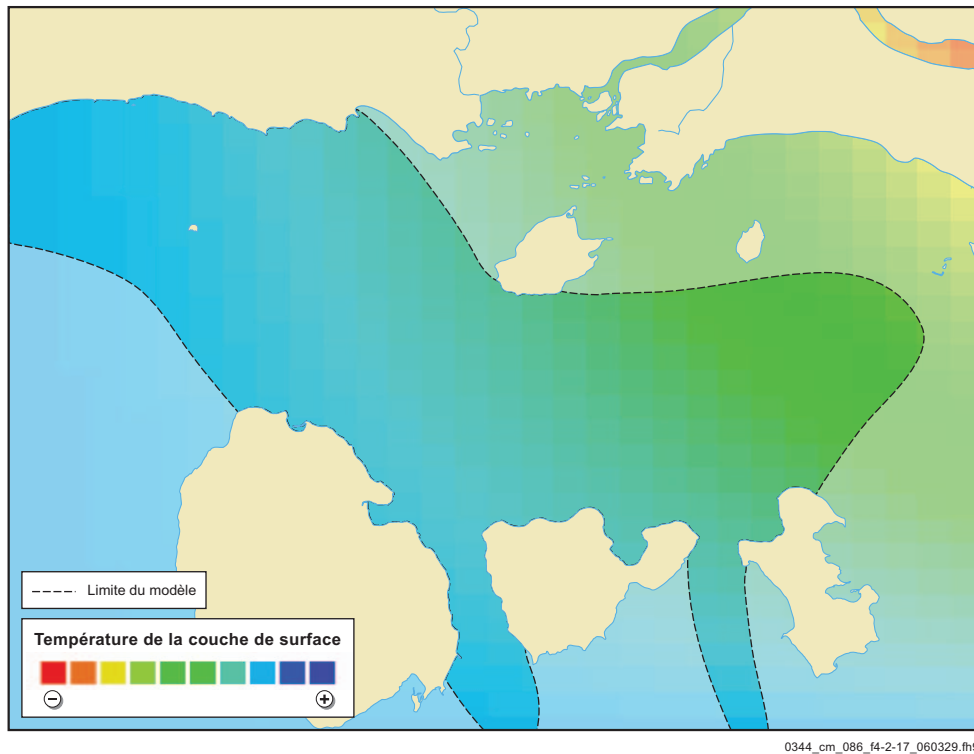 Limite du modèle
Température de la couche de surface
0344_cm_086_f4-2-17_060329.fh